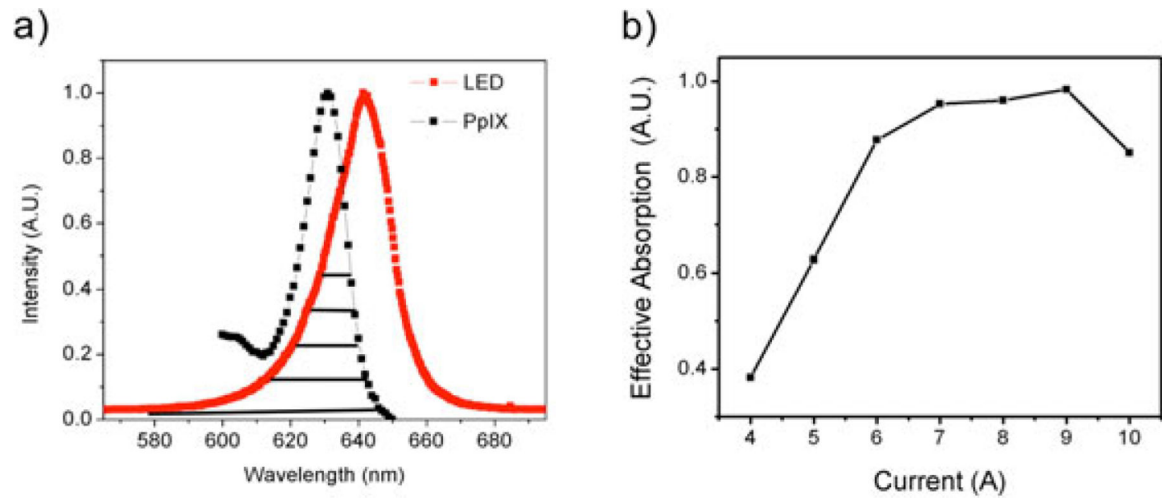 a)
LED
PpIX
Intensity (A.U.)
1.0
0.8
0.6
0.4
0.2
0.0
580 600 620 640 660 680
Wavelength (nm)
b)
Effective Absorption (A.U.)
1.0
0.8
0.6
0.4
4 5 6 7 8 9 10
Current (A)